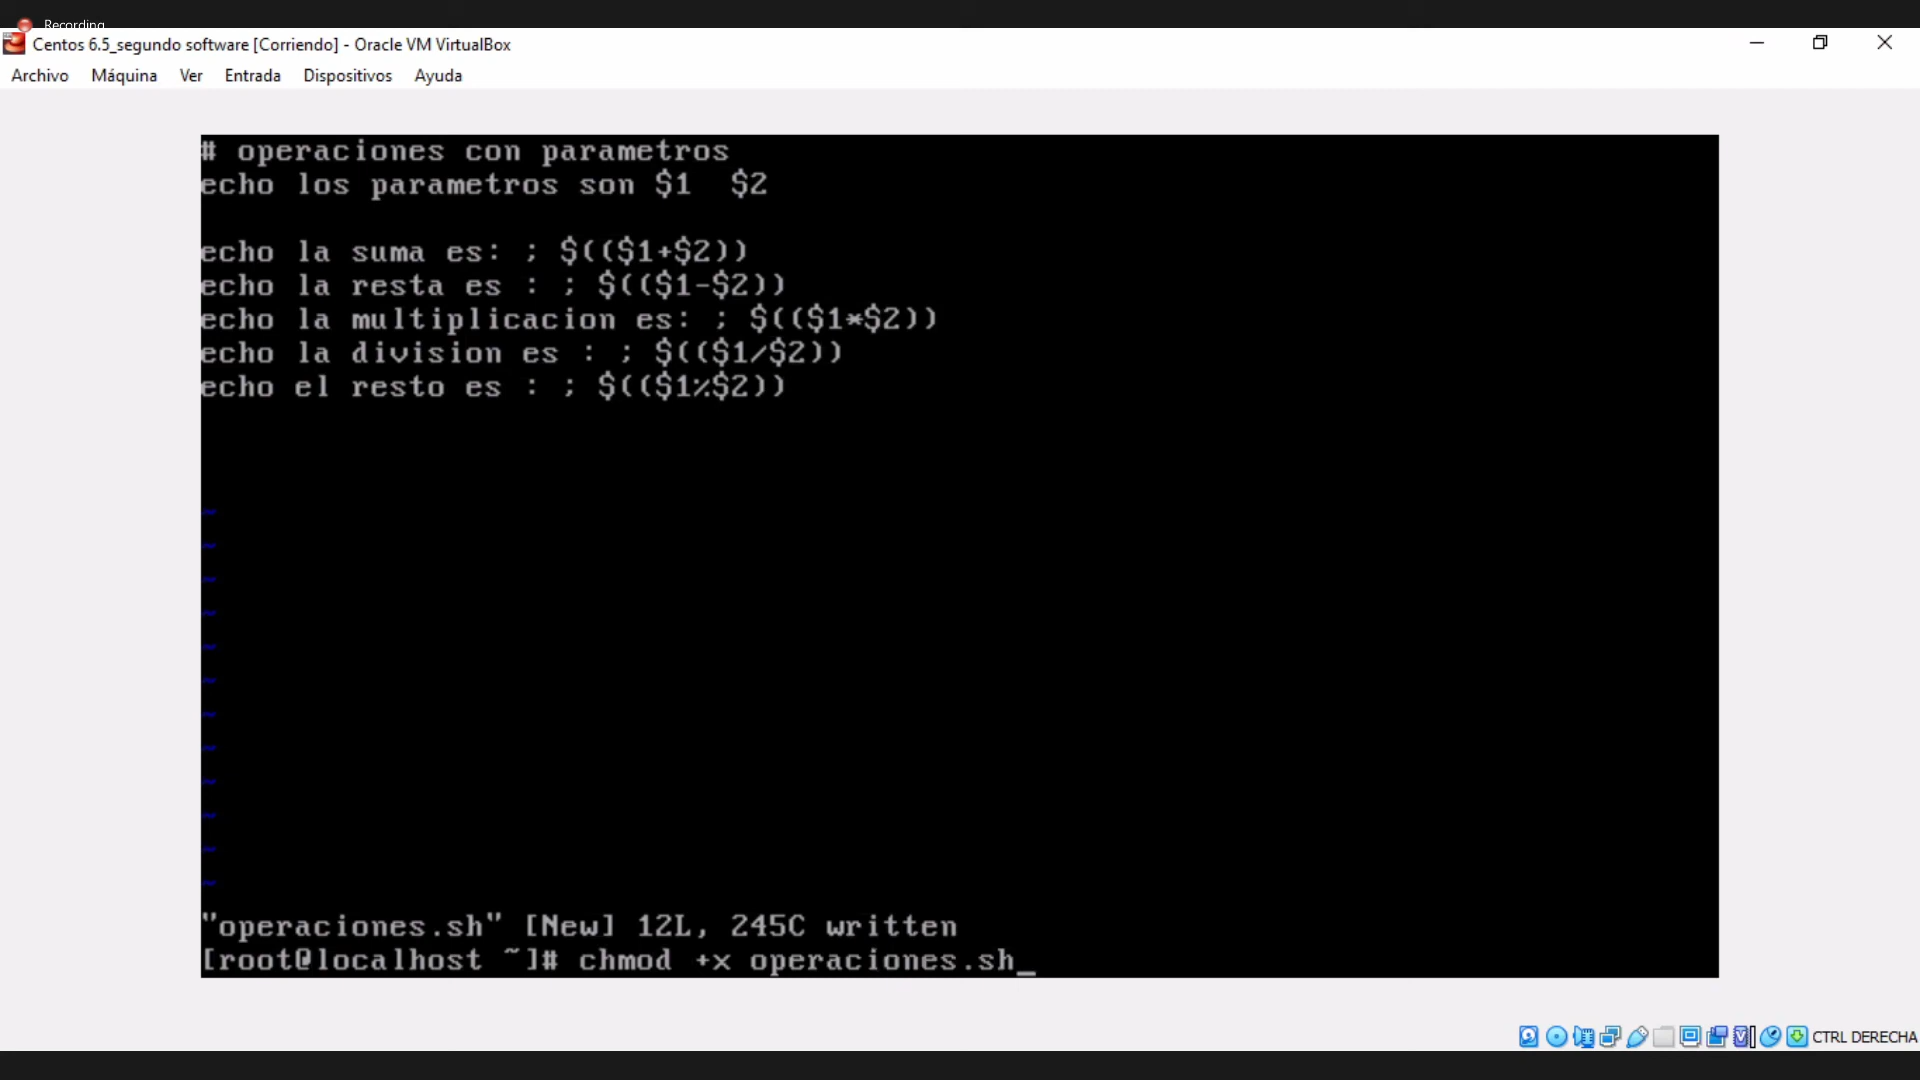 Recording
Centos 6.5_segundo software [Corriendo] - Oracle VM VirtualBox
Archivo Máquina Ver Entrada Dispositivos Ayuda
# operaciones con parametros
echo los parametros son $1  $2
echo la suma es: ; $(($1+$2))
echo la resta es : ; $(($1-$2))
echo la multiplicacion es: ; $(($1*$2))
echo la division es : ; $(($1/$2))
echo el resto es : ; $(($1%$2))
~
~
~
~
~
~
~
~
~
~
~
~
"operaciones.sh" [New] 12L, 245C written
[root@localhost ~]# chmod +x operaciones.sh_
CTRL DERECHA